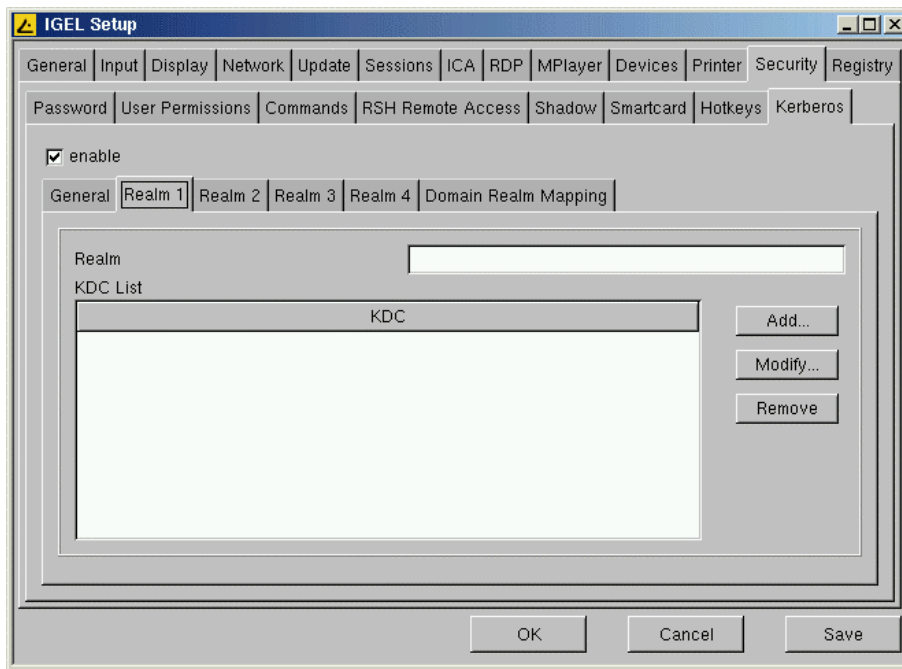 IGEL Setup
General Input Display Network Update Sessions ICA RDP MPlayer Devices Printer Security Registry
Password User Permissions Commands RSH Remote Access Shadow Smartcard Hotkeys Kerberos
enable
General Realm 1 Realm 2 Realm 3 Realm 4 Domain Realm Mapping
Realm
KDC List
KDC
Add...
Modify...
Remove
OK Cancel Save